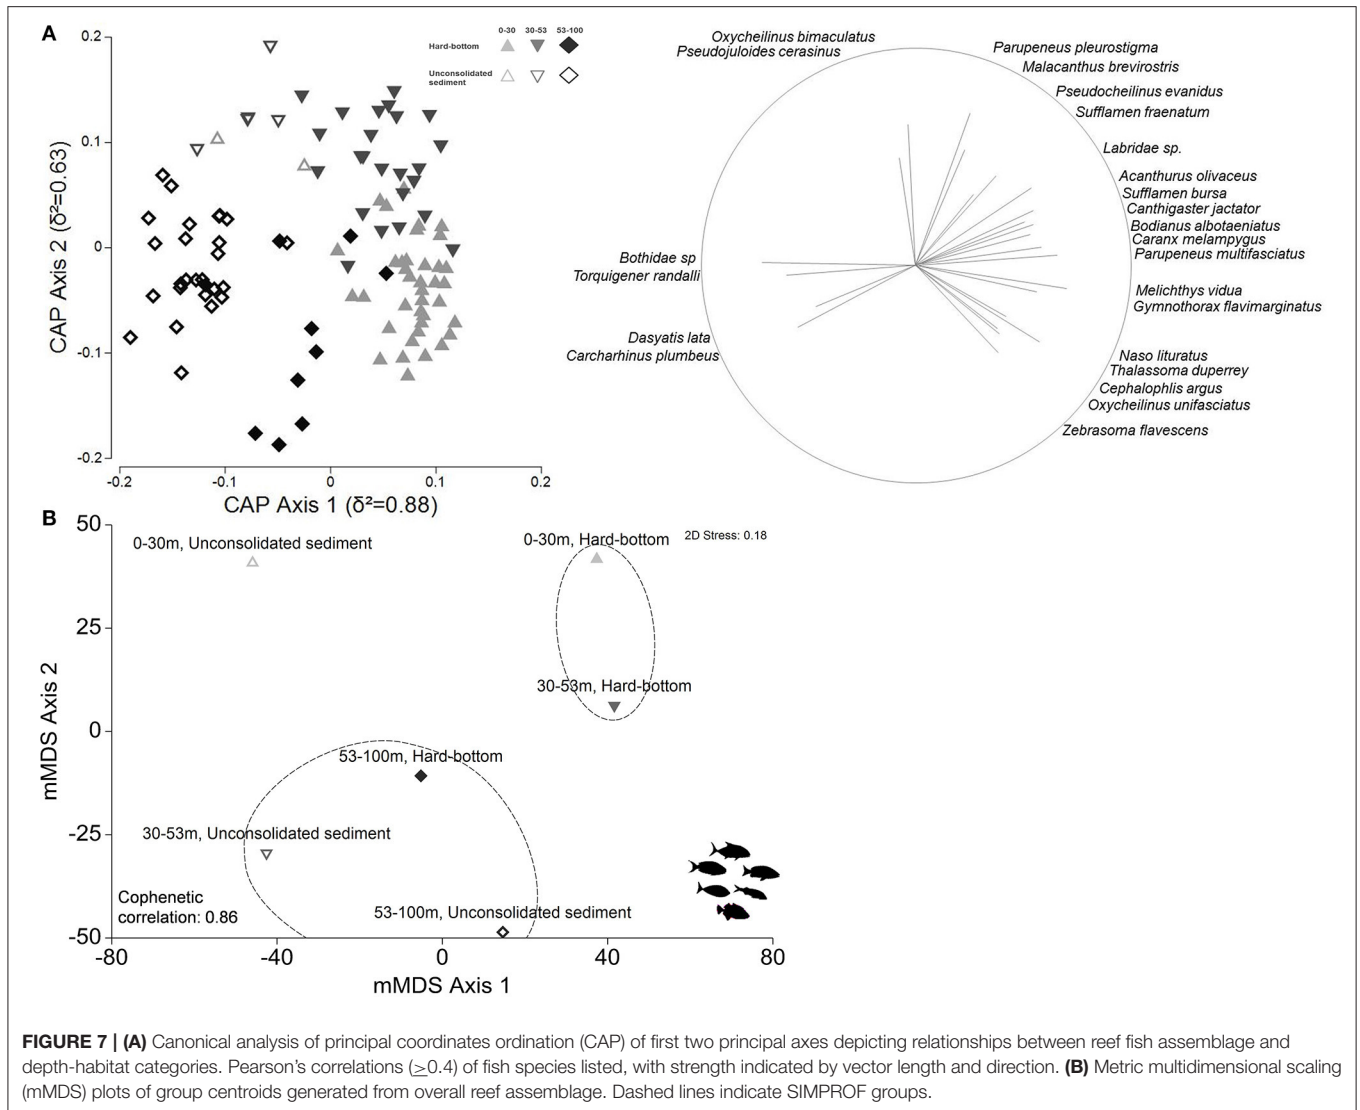 A
0-30 30-53 53-100
Hard-bottom
Unconsolidated
sediment
0.2
0.1
0
-0.1
-0.2
CAP Axis 2 (δ²=0.63)
-0.2 -0.1 0 0.1 0.2
CAP Axis 1 (δ²=0.88)
Oxycheilinus bimaculatus
Pseudojuloides cerasinus
Parupeneus pleurostigma
Malacanthus brevirostris
Pseudocheilinus evanidus
Sufflamen fraenatum
Labridae sp.
Acanthurus olivaceus
Sufflamen bursa
Canthigaster jactator
Bodianus albotaeniatus
Caranx melampygus
Parupeneus multifasciatus
Bothidae sp
Torquigener randalli
Melichthys vidua
Gymnothorax flavimarginatus
Dasyatis lata
Carcharhinus plumbeus
Naso lituratus
Thalassoma duperrey
Cephalophlis argus
Oxycheilinus unifasciatus
Zebrasoma flavescens
B
50
25
0
-25
-50
mMDS Axis 2
0-30m, Unconsolidated sediment
0-30m, Hard-bottom
2D Stress: 0.18
30-53m, Hard-bottom
53-100m, Hard-bottom
30-53m, Unconsolidated sediment
Cophenetic
correlation: 0.86
53-100m, Unconsolidated sediment
-80 -40 0 40 80
mMDS Axis 1
FIGURE 7 | (A) Canonical analysis of principal coordinates ordination (CAP) of first two principal axes depicting relationships between reef fish assemblage and
depth-habitat categories. Pearson's correlations (≥0.4) of fish species listed, with strength indicated by vector length and direction. (B) Metric multidimensional scaling
(mMDS) plots of group centroids generated from overall reef assemblage. Dashed lines indicate SIMPROF groups.